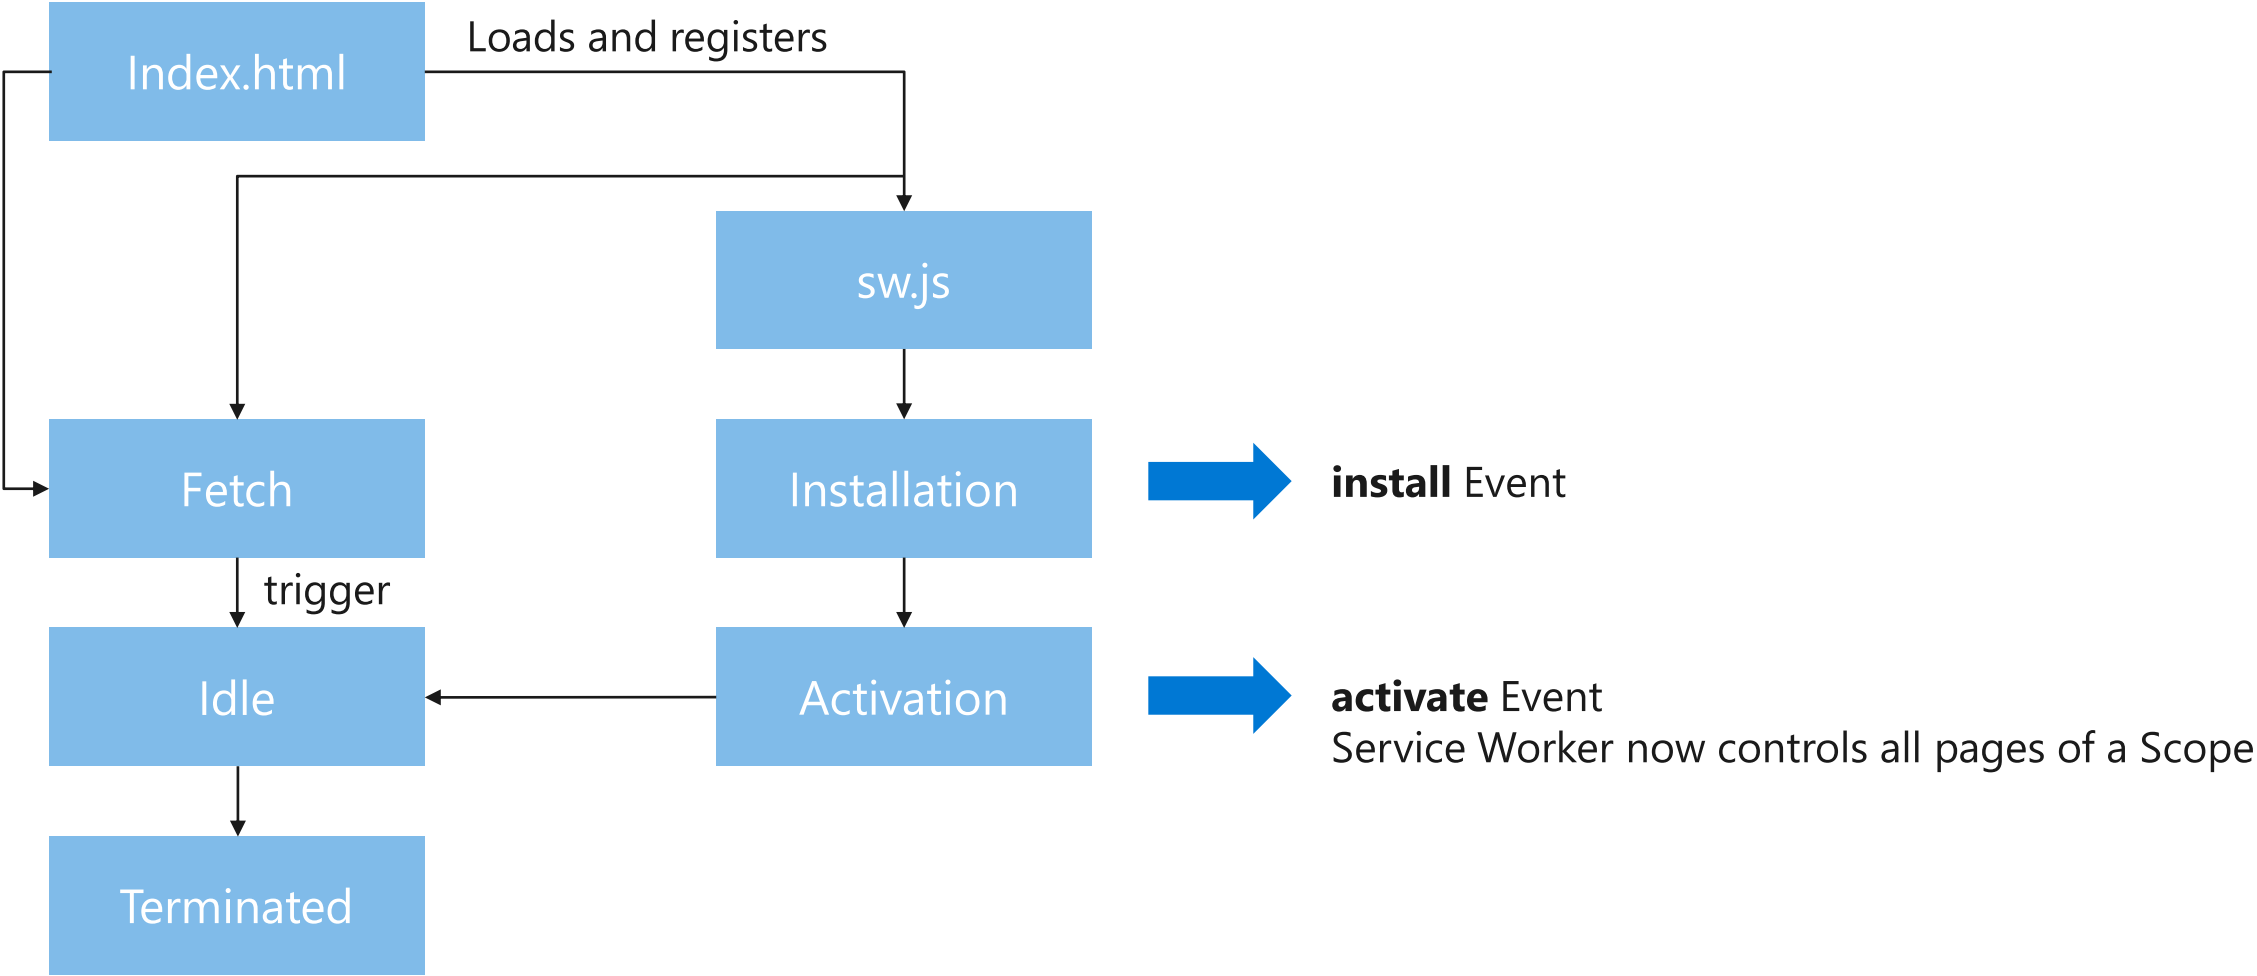 Index.html
Loads and registers
sw.js
Fetch
Installation
install Event
trigger
Idle
Activation
activate Event
Service Worker now controls all pages of a Scope
Terminated